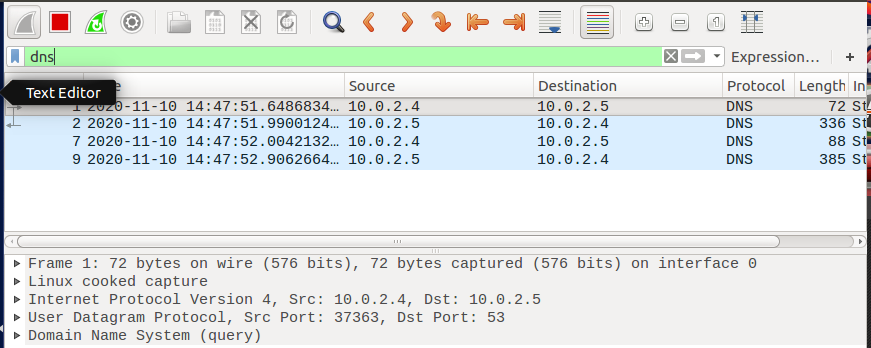 dns
Expression… +
Text Editor
e Source Destination Protocol Length In
1 2020-11-10 14:47:51.6486834… 10.0.2.4 10.0.2.5 DNS 72 St
2 2020-11-10 14:47:51.9900124… 10.0.2.5 10.0.2.4 DNS 336 St
7 2020-11-10 14:47:52.0042132… 10.0.2.4 10.0.2.5 DNS 88 St
9 2020-11-10 14:47:52.9062664… 10.0.2.5 10.0.2.4 DNS 385 St
Frame 1: 72 bytes on wire (576 bits), 72 bytes captured (576 bits) on interface 0
Linux cooked capture
Internet Protocol Version 4, Src: 10.0.2.4, Dst: 10.0.2.5
User Datagram Protocol, Src Port: 37363, Dst Port: 53
Domain Name System (query)